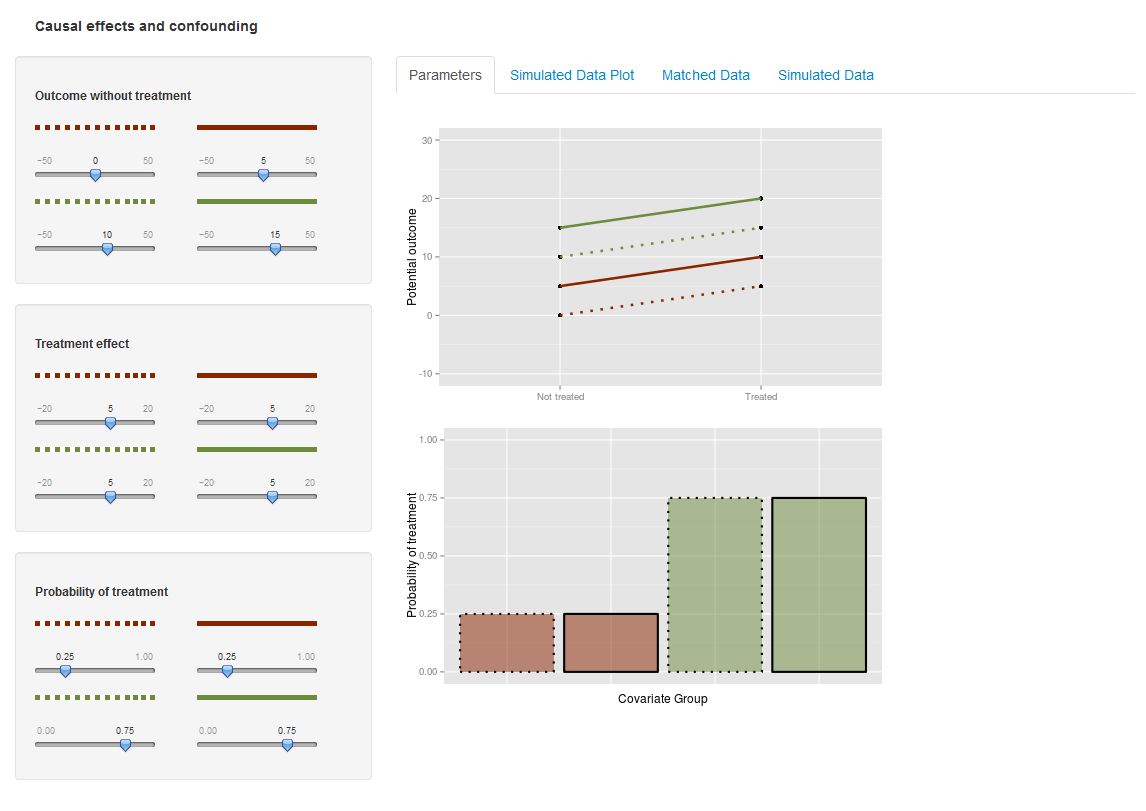 Causal effects and confounding
Outcome without treatment
−50 0 50 −50 5 50
−50 10 50 −50 15 50
Treatment effect
−20 5 20 −20 5 20
−20 5 20 −20 5 20
Probability of treatment
0.25 1.00 0.25 1.00
0.00 0.75 0.00 0.75
Parameters Simulated Data Plot Matched Data Simulated Data
Potential outcome
30
20
10
0
-10
Not treated Treated
Probability of treatment
1.00
0.75
0.50
0.25
0.00
Covariate Group